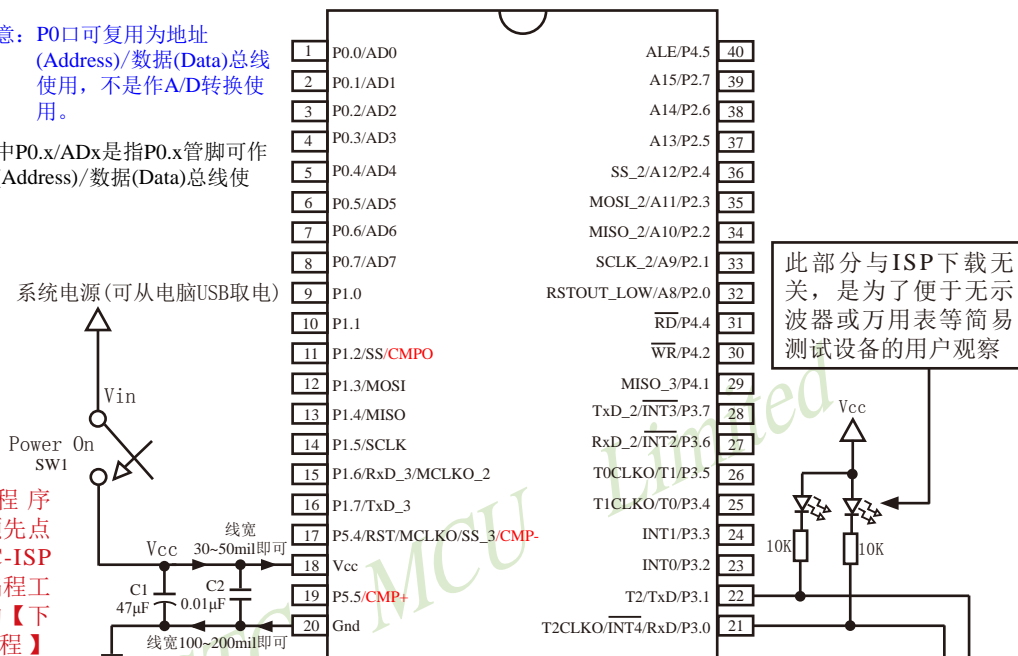 意：P0口可复用为地址
(Address)/数据(Data)总线
使用，不是作A/D转换使
用。
中P0.x/ADx是指P0.x管脚可作
(Address)/数据(Data)总线使
系统电源(可从电脑USB取电)
Vin
Power On
SW1
程 序
先点
-ISP
程工
【下
程 】
Vcc
线宽
30~50mil即可
C1
47μF
C2
0.01μF
线宽100~200mil即可
1 P0.0/AD0
2 P0.1/AD1
3 P0.2/AD2
4 P0.3/AD3
5 P0.4/AD4
6 P0.5/AD5
7 P0.6/AD6
8 P0.7/AD7
9 P1.0
10 P1.1
11 P1.2/SS/CMPO
12 P1.3/MOSI
13 P1.4/MISO
14 P1.5/SCLK
15 P1.6/RxD_3/MCLKO_2
16 P1.7/TxD_3
17 P5.4/RST/MCLKO/SS_3/CMP-
18 Vcc
19 P5.5/CMP+
20 Gnd
ALE/P4.5 40
A15/P2.7 39
A14/P2.6 38
A13/P2.5 37
SS_2/A12/P2.4 36
MOSI_2/A11/P2.3 35
MISO_2/A10/P2.2 34
SCLK_2/A9/P2.1 33
RSTOUT_LOW/A8/P2.0 32
RD/P4.4 31
WR/P4.2 30
MISO_3/P4.1 29
TxD_2/INT3/P3.7 28
RxD_2/INT2/P3.6 27
T0CLKO/T1/P3.5 26
T1CLKO/T0/P3.4 25
INT1/P3.3 24
INT0/P3.2 23
T2/TxD/P3.1 22
T2CLKO/INT4/RxD/P3.0 21
此部分与ISP下载无
关，是为了便于无示
波器或万用表等简易
测试设备的用户观察
Vcc
10K
10K
MCU Limited